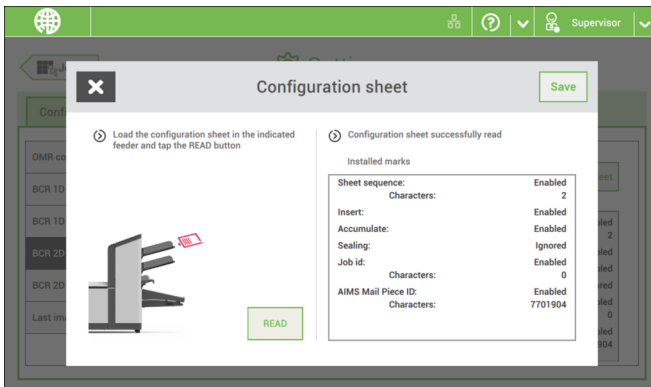 Supervisor
Configuration sheet
Save
Load the configuration sheet in the indicated
feeder and tap the READ button
READ
Configuration sheet successfully read
Installed marks
Sheet sequence: Enabled
Characters: 2
Insert: Enabled
Accumulate: Enabled
Sealing: Ignored
Job id: Enabled
Characters: 0
AIMS Mail Piece ID: Enabled
Characters: 7701904
OMR co
BCR 1D
BCR 1D
BCR 2D
BCR 2D
Last im